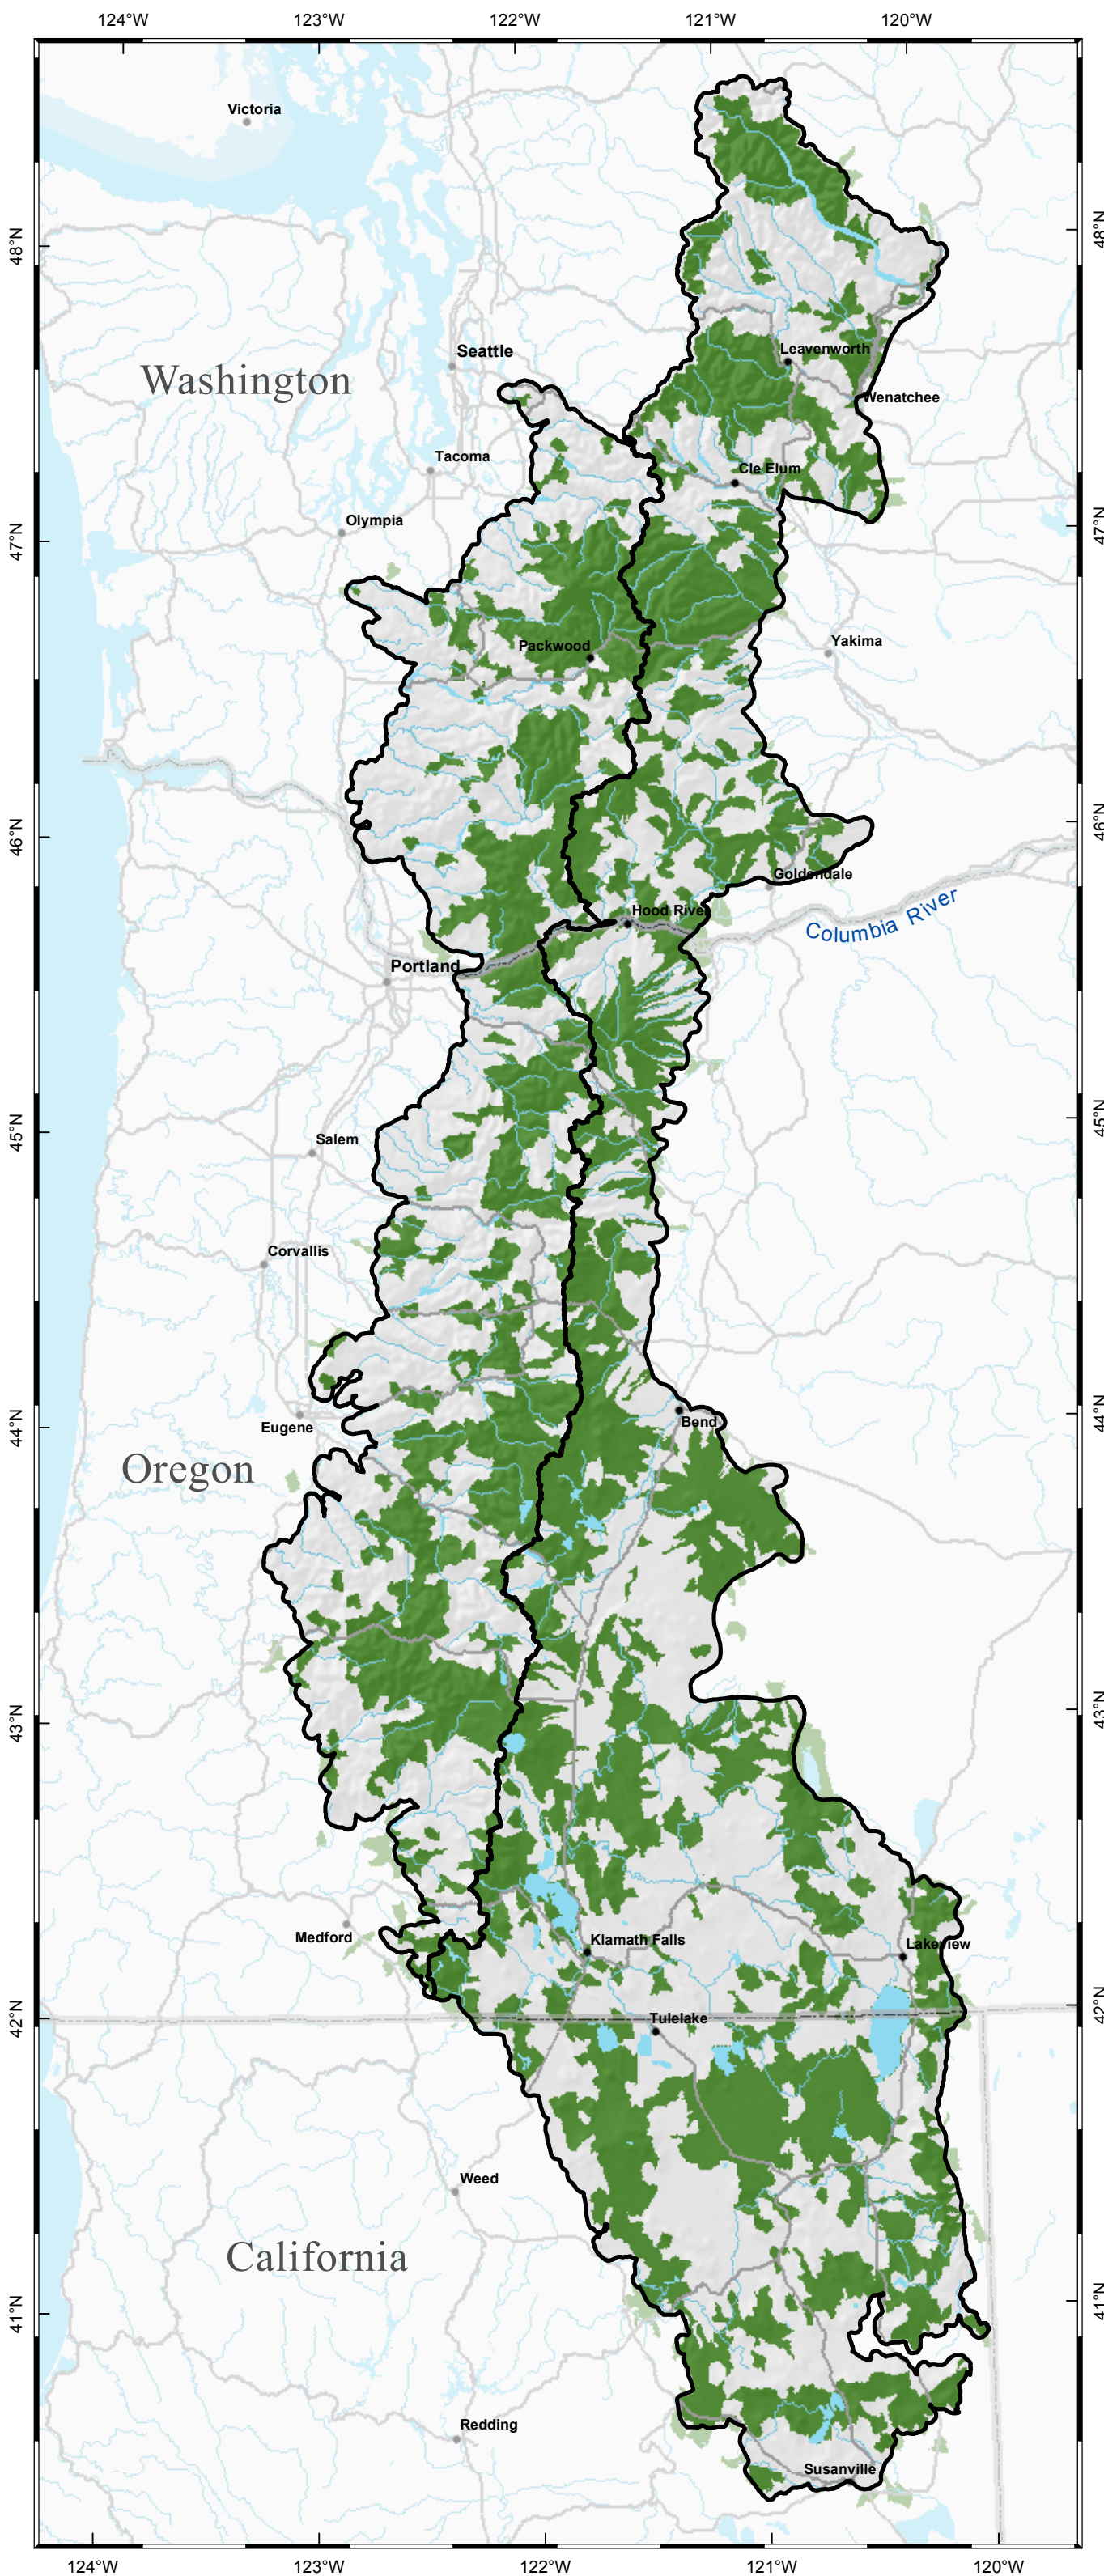 124°W 123°W 122°W 121°W 120°W
Victoria
48°N
48°N
Seattle
Leavenworth
Washington
Wenatchee
Tacoma
Cle Elum
Olympia
47°N
47°N
Yakima
Packwood
46°N
46°N
Goldendale
Hood River
Columbia River
Portland
45°N
45°N
Salem
Corvallis
44°N
44°N
Bend
Eugene
Oregon
43°N
43°N
Medford
Klamath Falls
Lakeview
42°N
42°N
Tulelake
Weed
California
41°N
41°N
Redding
Susanville
124°W 123°W 122°W 121°W 120°W